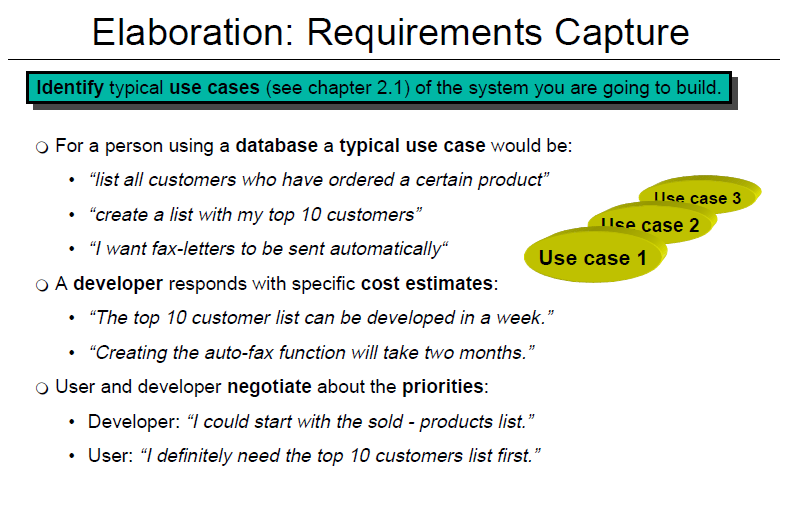 Elaboration: Requirements Capture
Identify typical use cases (see chapter 2.1) of the system you are going to build.
For a person using a database a typical use case would be:
• “list all customers who have ordered a certain product”
• “create a list with my top 10 customers”
• “I want fax-letters to be sent automatically“
Use case 3
Use case 2
Use case 1
A developer responds with specific cost estimates:
• “The top 10 customer list can be developed in a week.”
• “Creating the auto-fax function will take two months.”
User and developer negotiate about the priorities:
• Developer: “I could start with the sold - products list.”
• User: “I definitely need the top 10 customers list first.”